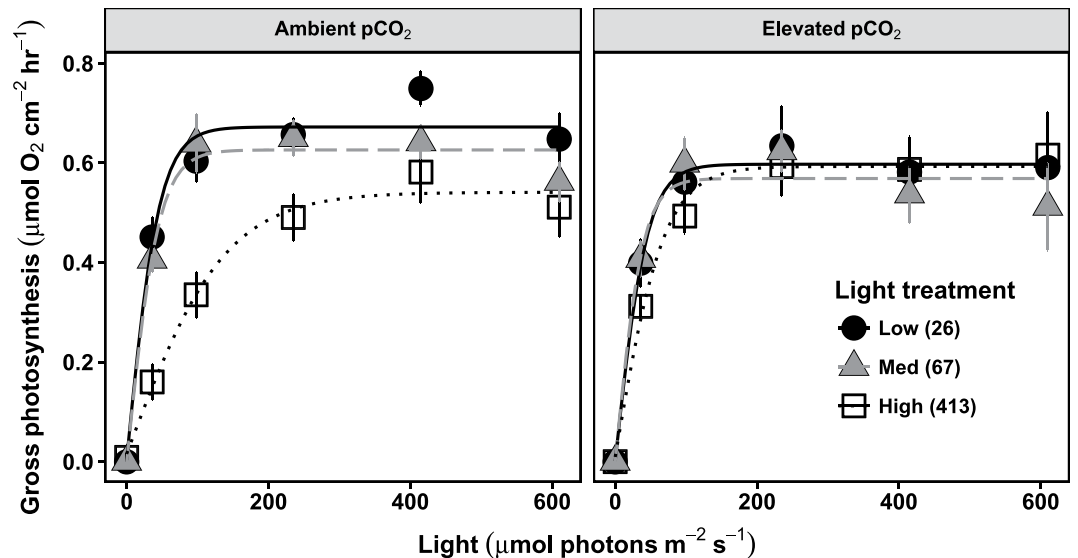 Ambient pCO₂
Elevated pCO₂
Gross photosynthesis (μmol O₂ cm⁻² hr⁻¹)
0.8
0.6
0.4
0.2
0.0
Light treatment
Low (26)
Med (67)
High (413)
0 200 400 600
0 200 400 600
Light (μmol photons m⁻² s⁻¹)